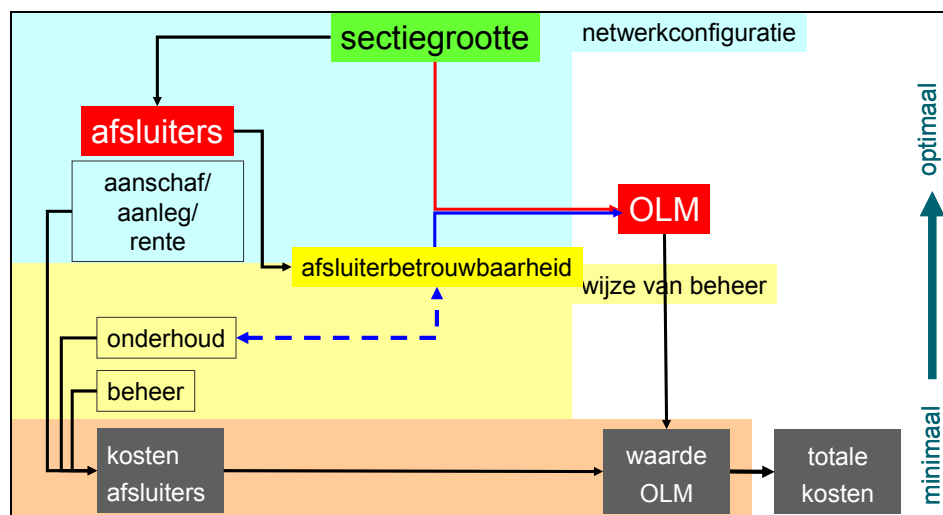 sectiegrootte
netwerkconfiguratie
afsluiters
aanschaf/
aanleg/
rente
OLM
afsluiterbetrouwbaarheid
wijze van beheer
onderhoud
beheer
kosten
afsluiters
waarde
OLM
totale
kosten
optimaal
minimaal